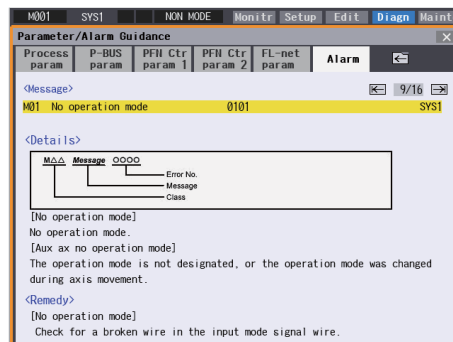 M001 SYS1 NON MODE Monitr Setup Edit Diagn Maint
Parameter/Alarm Guidance
Process param P-BUS param PFN Ctr param 1 PFN Ctr param 2 FL-net param Alarm
<Message> 9/16
M01 No operation mode 0101 SYS1
<Details>
M△△ Message ○○○○
Error No.
Message
Class
[No operation mode]
No operation mode.
[Aux ax no operation mode]
The operation mode is not designated, or the operation mode was changed
during axis movement.
<Remedy>
[No operation mode]
Check for a broken wire in the input mode signal wire.